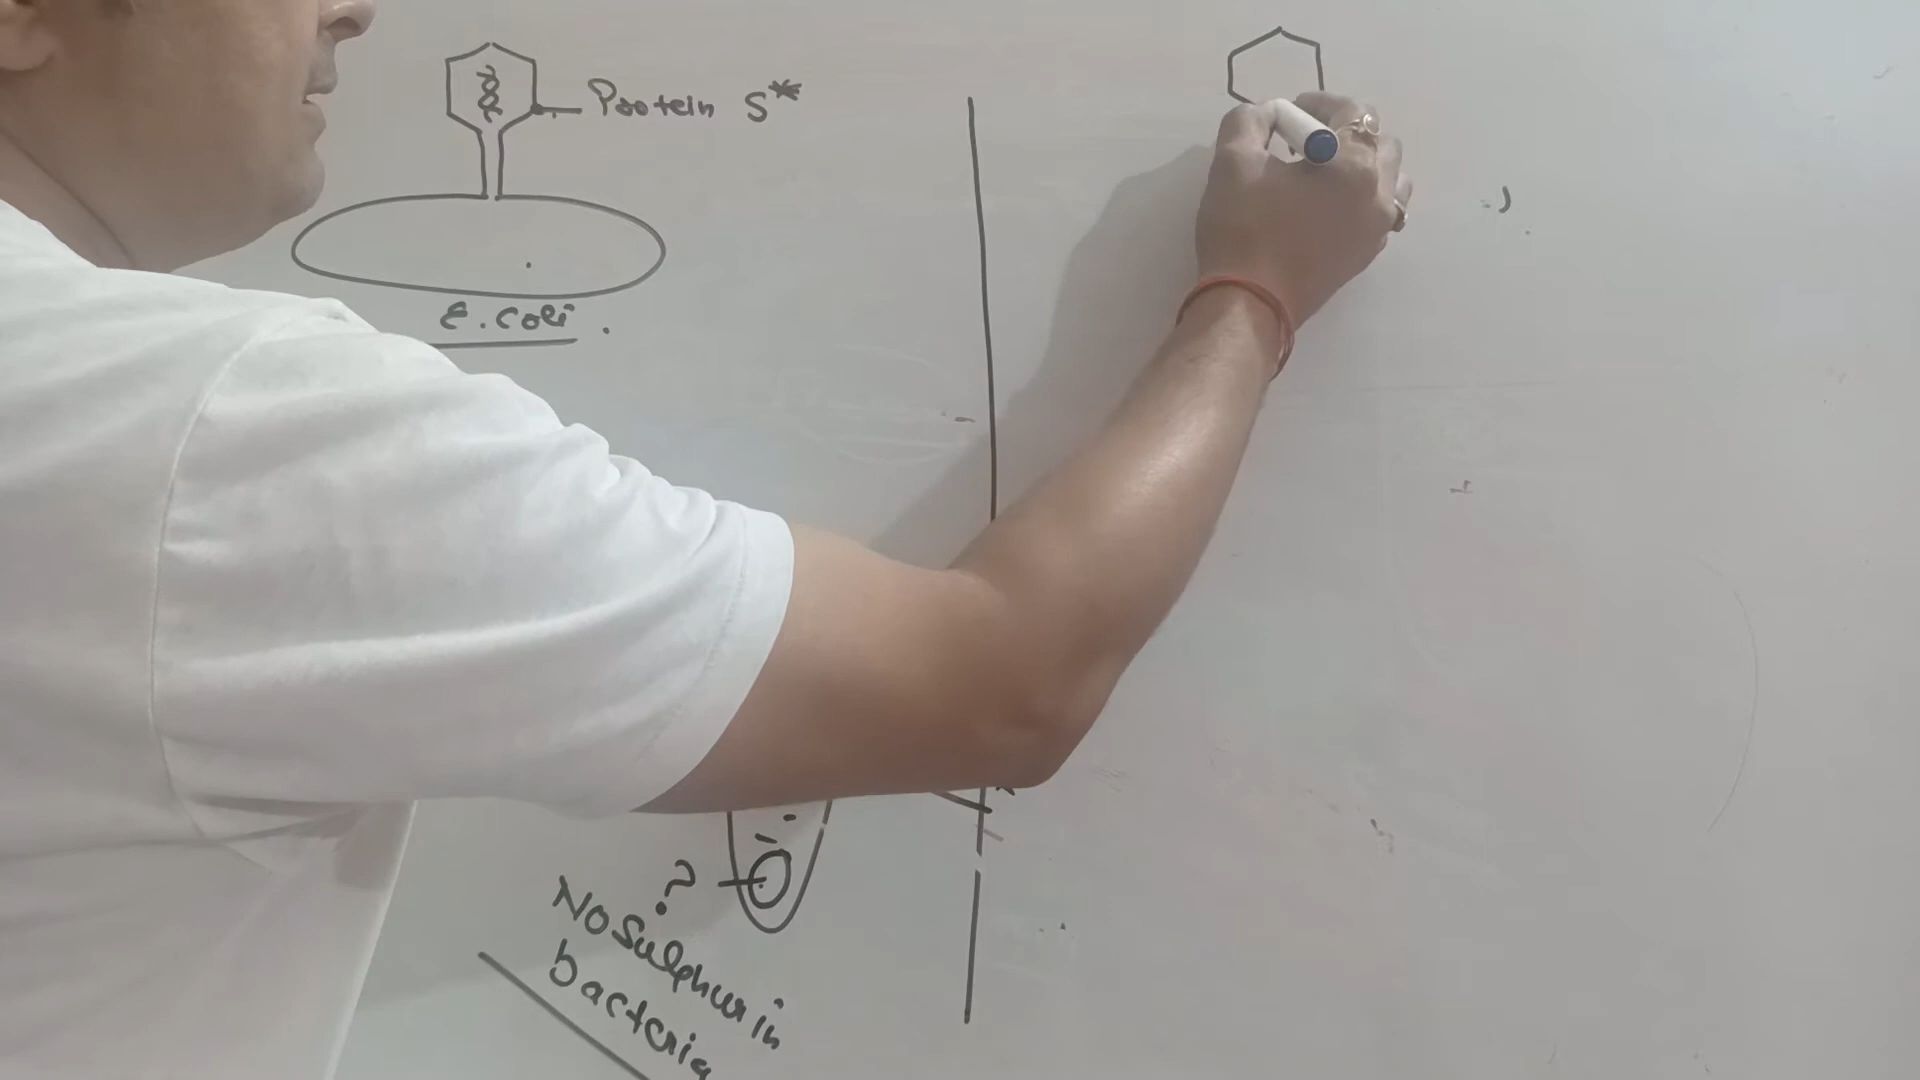 Protein S*
E. coli.
?
No Sulphur in
bacteria